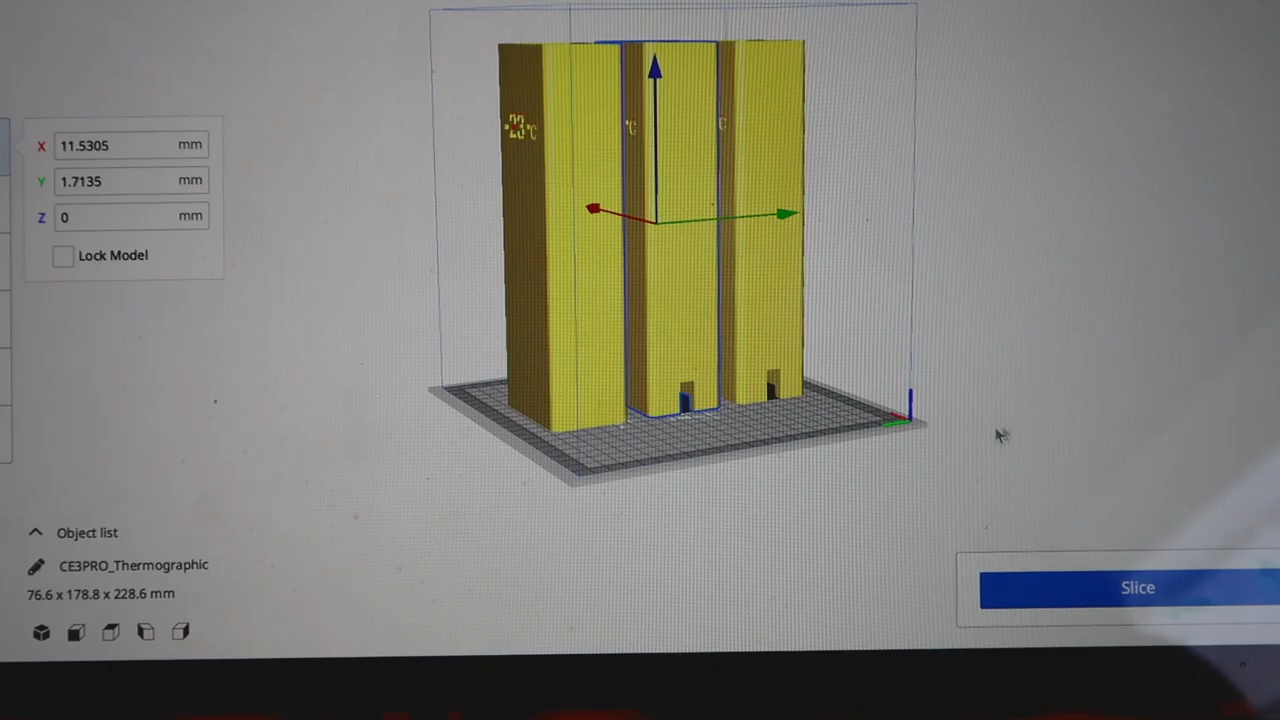 X 11.5305 mm
Y 1.7135 mm
Z 0 mm
Lock Model
-23 °C
°C
C
Object list
CE3PRO_Thermographic
76.6 x 178.8 x 228.6 mm
Slice